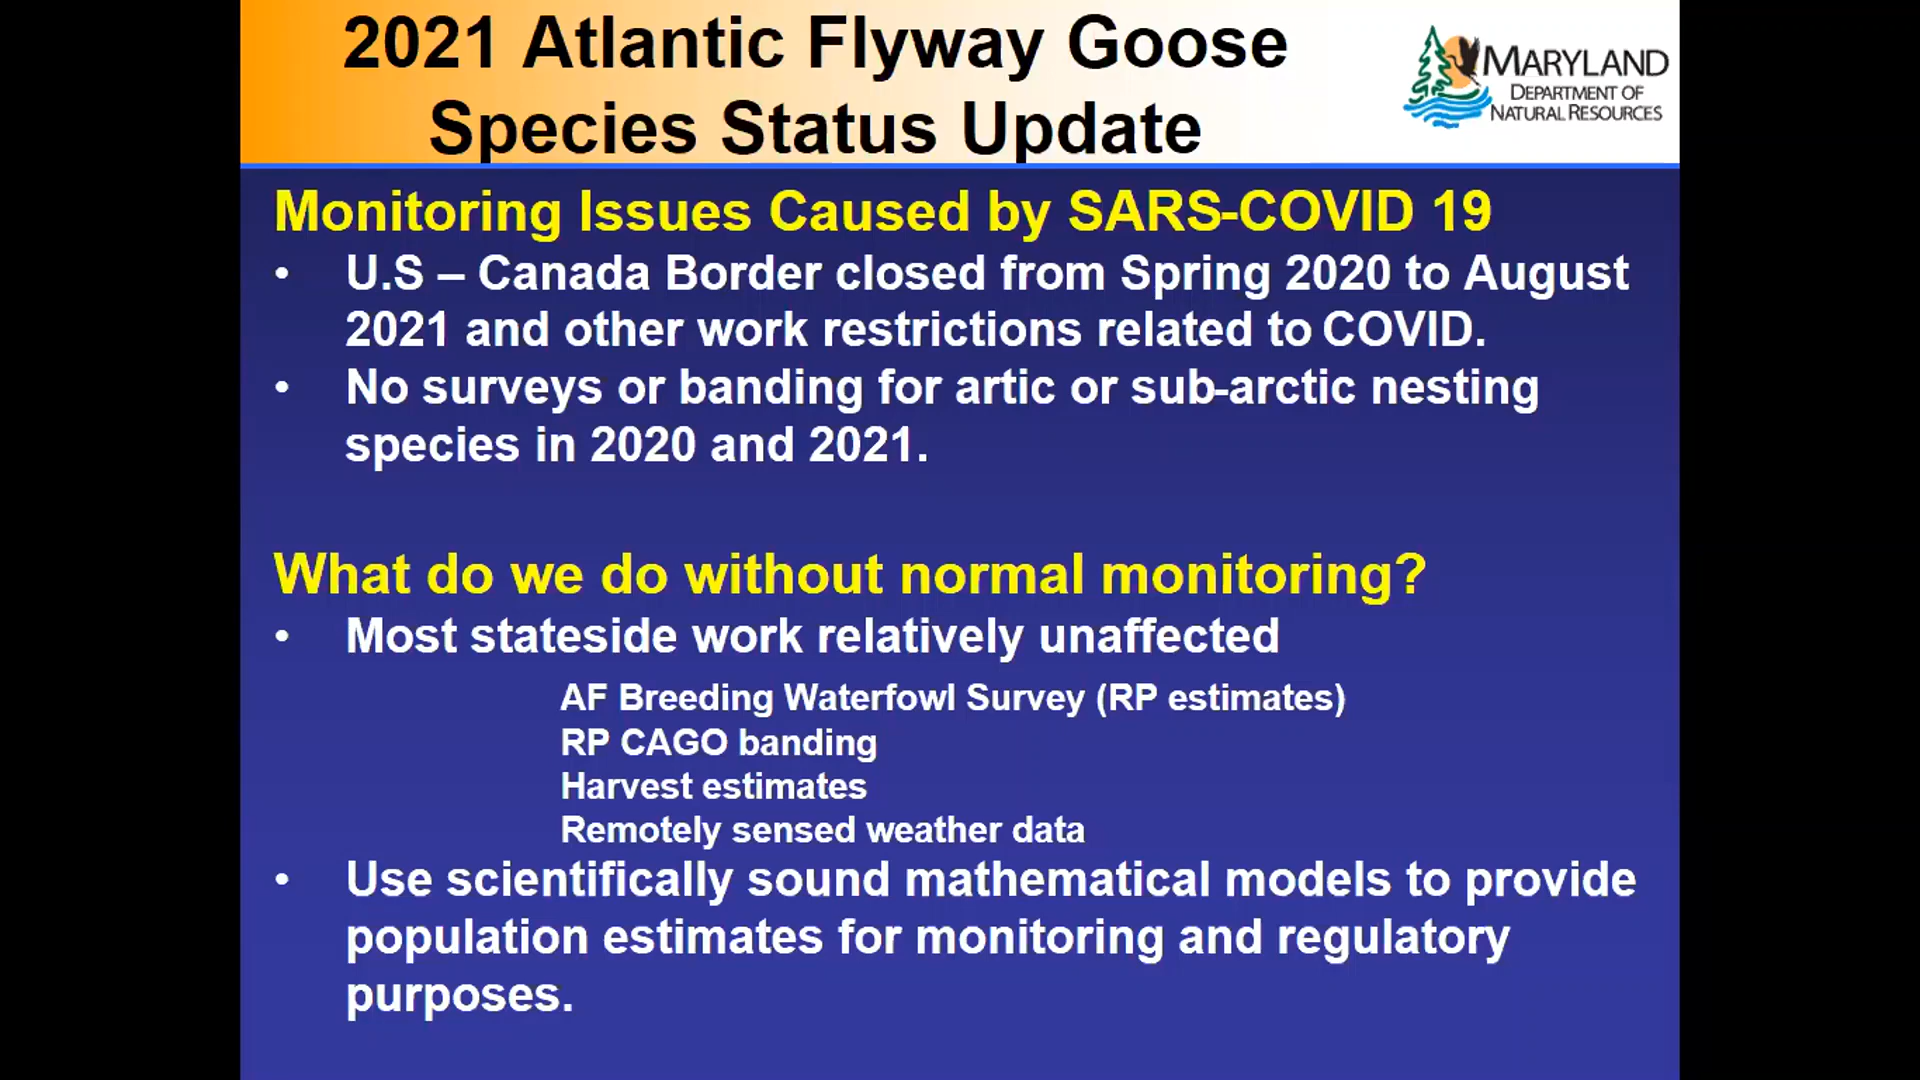 2021 Atlantic Flyway Goose
Species Status Update
MARYLAND
DEPARTMENT OF
NATURAL RESOURCES
Monitoring Issues Caused by SARS-COVID 19
• U.S – Canada Border closed from Spring 2020 to August
2021 and other work restrictions related to COVID.
• No surveys or banding for artic or sub-arctic nesting
species in 2020 and 2021.
What do we do without normal monitoring?
• Most stateside work relatively unaffected
AF Breeding Waterfowl Survey (RP estimates)
RP CAGO banding
Harvest estimates
Remotely sensed weather data
• Use scientifically sound mathematical models to provide
population estimates for monitoring and regulatory
purposes.